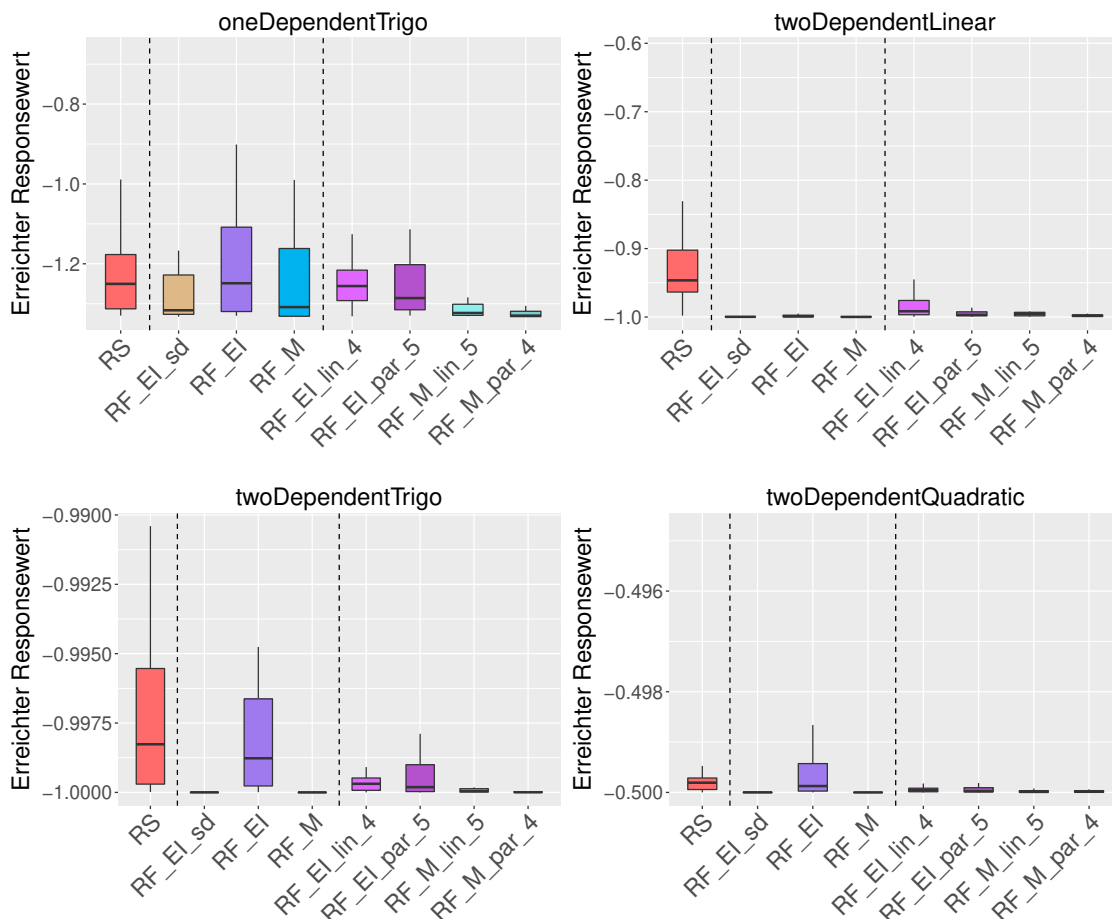 oneDependentTrigo
Erreichter Responsewert
−0.8
−1.0
−1.2
RS
RF_EI_sd
RF_EI
RF_M
RF_EI_lin_4
RF_EI_par_5
RF_M_lin_5
RF_M_par_4
twoDependentLinear
Erreichter Responsewert
−0.6
−0.7
−0.8
−0.9
−1.0
RS
RF_EI_sd
RF_EI
RF_M
RF_EI_lin_4
RF_EI_par_5
RF_M_lin_5
RF_M_par_4
twoDependentTrigo
Erreichter Responsewert
−0.9900
−0.9925
−0.9950
−0.9975
−1.0000
RS
RF_EI_sd
RF_EI
RF_M
RF_EI_lin_4
RF_EI_par_5
RF_M_lin_5
RF_M_par_4
twoDependentQuadratic
Erreichter Responsewert
−0.496
−0.498
−0.500
RS
RF_EI_sd
RF_EI
RF_M
RF_EI_lin_4
RF_EI_par_5
RF_M_lin_5
RF_M_par_4